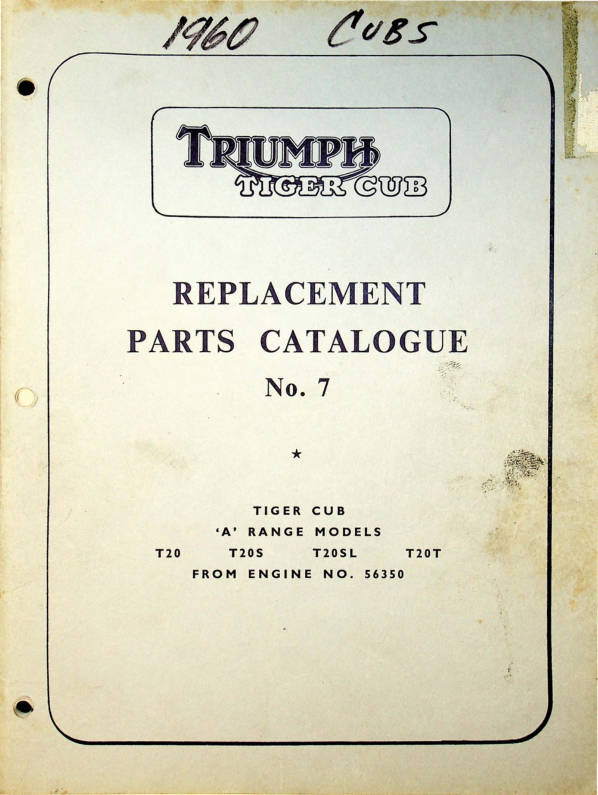 1960 CUBS
TRIUMPH
TIGER CUB
REPLACEMENT
PARTS CATALOGUE
No. 7
★
TIGER CUB
‘A’ RANGE MODELS
T20 T20S T20SL T20T
FROM ENGINE NO. 56350